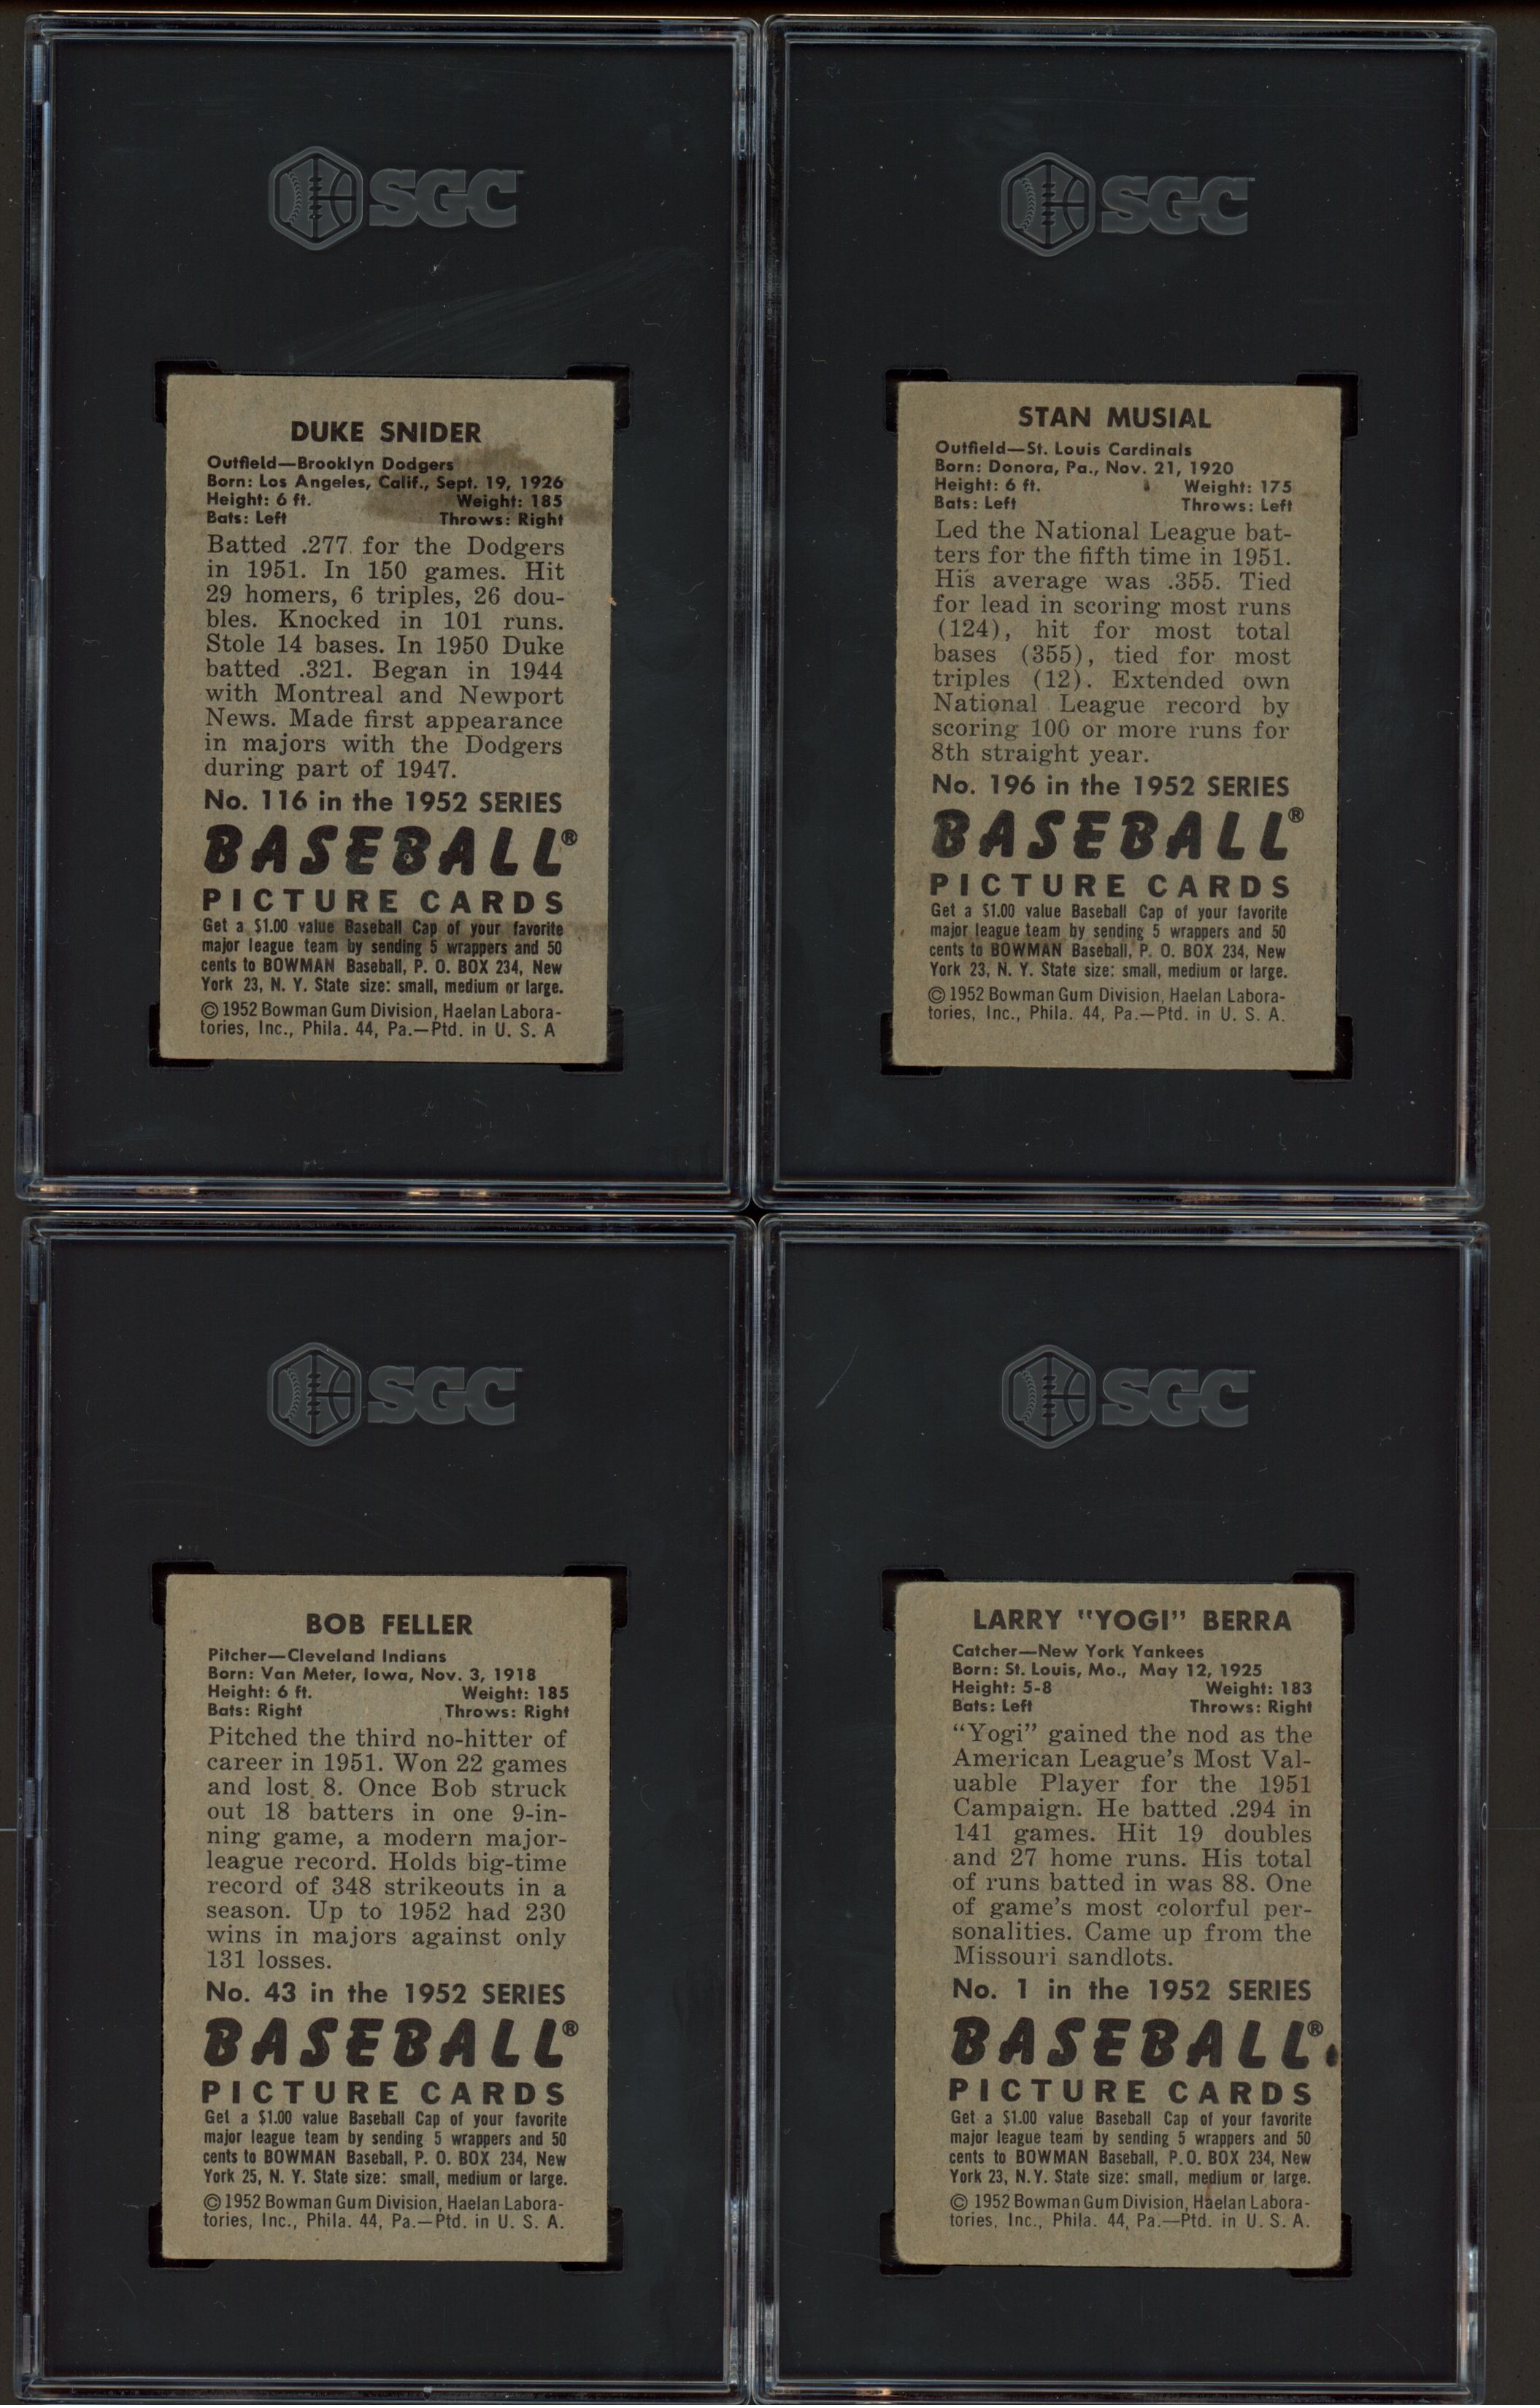 SGC
DUKE SNIDER
Outfield—Brooklyn Dodgers
Born: Los Angeles, Calif., Sept. 19, 1926
Height: 6 ft. Weight: 185
Bats: Left Throws: Right
Batted .277 for the Dodgers
in 1951. In 150 games. Hit
29 homers, 6 triples, 26 dou-
bles. Knocked in 101 runs.
Stole 14 bases. In 1950 Duke
batted .321. Began in 1944
with Montreal and Newport
News. Made first appearance
in majors with the Dodgers
during part of 1947.
No. 116 in the 1952 SERIES
BASEBALL®
PICTURE CARDS
Get a $1.00 value Baseball Cap of your favorite
major league team by sending 5 wrappers and 50
cents to BOWMAN Baseball, P. O. BOX 234, New
York 23, N. Y. State size: small, medium or large.
© 1952 Bowman Gum Division, Haelan Labora-
tories, Inc., Phila. 44, Pa.—Ptd. in U. S. A
SGC
STAN MUSIAL
Outfield—St. Louis Cardinals
Born: Donora, Pa., Nov. 21, 1920
Height: 6 ft. Weight: 175
Bats: Left Throws: Left
Led the National League bat-
ters for the fifth time in 1951.
His average was .355. Tied
for lead in scoring most runs
(124), hit for most total
bases (355), tied for most
triples (12). Extended own
National League record by
scoring 100 or more runs for
8th straight year.
No. 196 in the 1952 SERIES
BASEBALL®
PICTURE CARDS
Get a $1.00 value Baseball Cap of your favorite
major league team by sending 5 wrappers and 50
cents to BOWMAN Baseball, P. O. BOX 234, New
York 23, N. Y. State size: small, medium or large.
© 1952 Bowman Gum Division, Haelan Labora-
tories, Inc., Phila. 44, Pa.—Ptd. in U. S. A.
SGC
BOB FELLER
Pitcher—Cleveland Indians
Born: Van Meter, Iowa, Nov. 3, 1918
Height: 6 ft. Weight: 185
Bats: Right Throws: Right
Pitched the third no-hitter of
career in 1951. Won 22 games
and lost 8. Once Bob struck
out 18 batters in one 9-in-
ning game, a modern major-
league record. Holds big-time
record of 348 strikeouts in a
season. Up to 1952 had 230
wins in majors against only
131 losses.
No. 43 in the 1952 SERIES
BASEBALL®
PICTURE CARDS
Get a $1.00 value Baseball Cap of your favorite
major league team by sending 5 wrappers and 50
cents to BOWMAN Baseball, P. O. BOX 234, New
York 25, N. Y. State size: small, medium or large.
© 1952 Bowman Gum Division, Haelan Labora-
tories, Inc., Phila. 44, Pa.—Ptd. in U. S. A.
SGC
LARRY "YOGI" BERRA
Catcher—New York Yankees
Born: St. Louis, Mo., May 12, 1925
Height: 5-8 Weight: 183
Bats: Left Throws: Right
"Yogi" gained the nod as the
American League's Most Val-
uable Player for the 1951
Campaign. He batted .294 in
141 games. Hit 19 doubles
and 27 home runs. His total
of runs batted in was 88. One
of game's most colorful per-
sonalities. Came up from the
Missouri sandlots.
No. 1 in the 1952 SERIES
BASEBALL®
PICTURE CARDS
Get a $1.00 value Baseball Cap of your favorite
major league team by sending 5 wrappers and 50
cents to BOWMAN Baseball, P.O. BOX 234, New
York 23, N.Y. State size: small, medium or large.
© 1952 Bowman Gum Division, Haelan Labora-
tories, Inc., Phila. 44, Pa.—Ptd. in U. S. A.